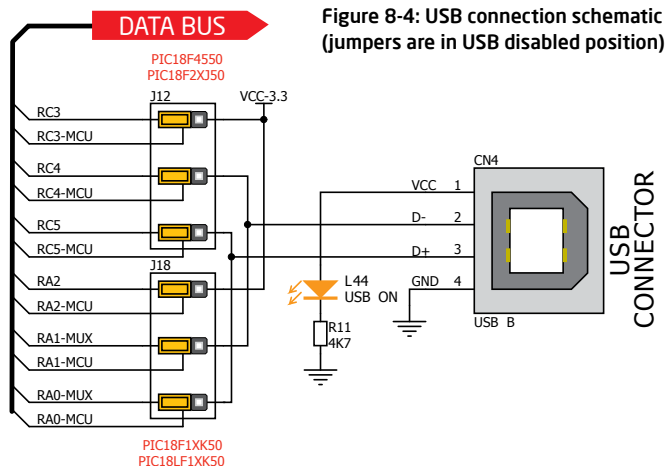 DATA BUS
Figure 8-4: USB connection schematic
(jumpers are in USB disabled position)
PIC18F4550
PIC18F2XJ50
J12
VCC-3.3
RC3
RC3-MCU
RC4
RC4-MCU
RC5
RC5-MCU
J18
RA2
RA2-MCU
RA1-MUX
RA1-MCU
RA0-MUX
RA0-MCU
PIC18F1XK50
PIC18LF1XK50
L44
USB ON
R11
4K7
CN4
VCC 1
D- 2
D+ 3
GND 4
USB B
USB
CONNECTOR